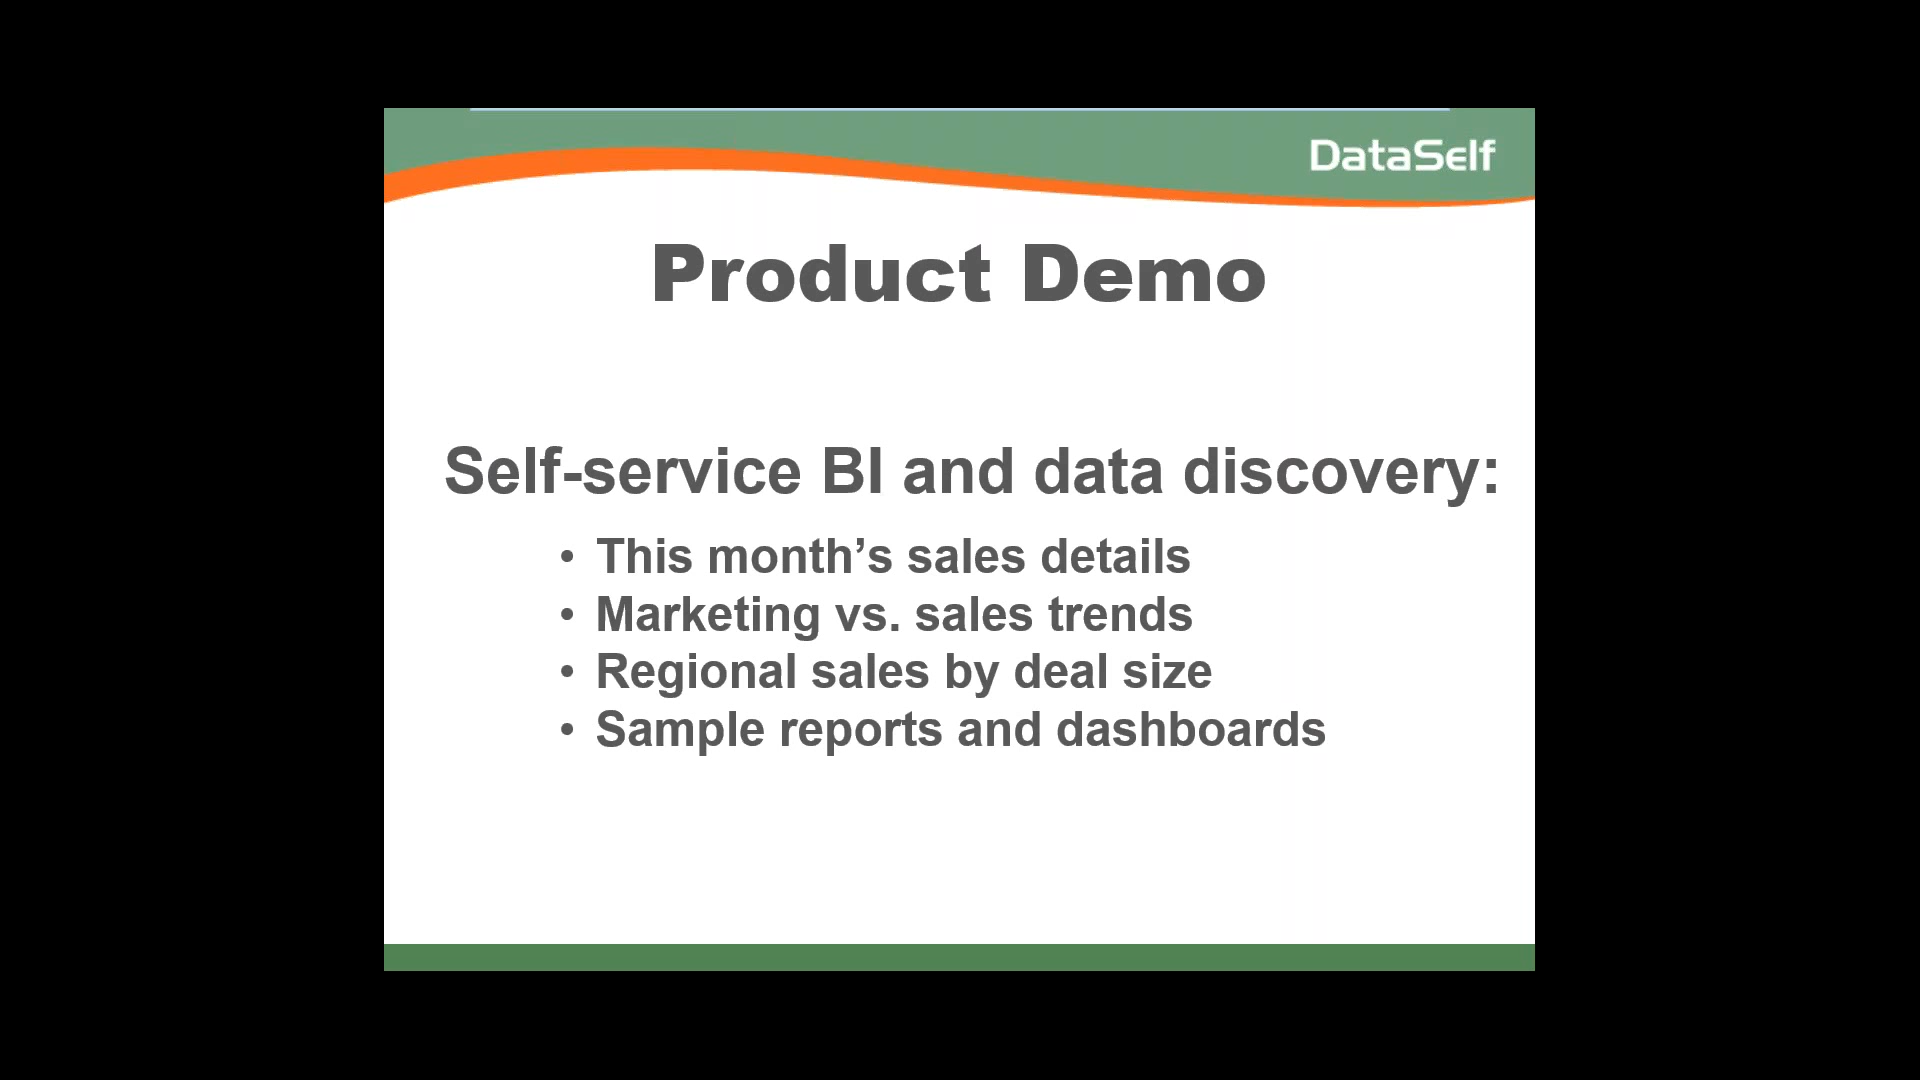 DataSelf
Product Demo
Self-service BI and data discovery:
• This month’s sales details
• Marketing vs. sales trends
• Regional sales by deal size
• Sample reports and dashboards